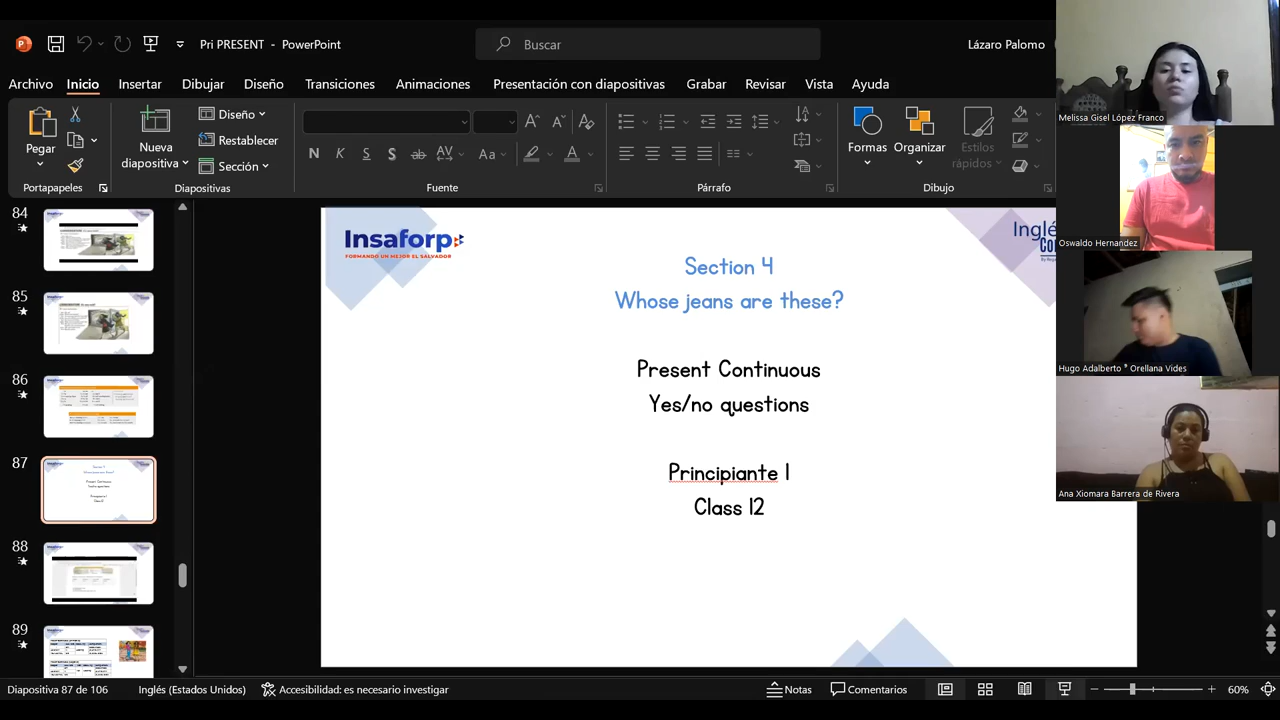 Pri PRESENT - PowerPoint
Buscar
Lázaro Palomo
Archivo
Inicio
Insertar
Dibujar
Diseño
Transiciones
Animaciones
Presentación con diapositivas
Grabar
Revisar
Vista
Ayuda
Pegar
Nueva
diapositiva
Diseño
Restablecer
Sección
N K S S ab AV Aa A
Formas
Organizar
Estilos
rápidos
Portapapeles
Diapositivas
Fuente
Párrafo
Dibujo
84
85
86
87
88
89
Insaforp
FORMANDO UN MEJOR EL SALVADOR
Section 4
Whose jeans are these?
Present Continuous
Yes/no questions
Principiante 1
Class 12
Melissa Gisel López Franco
Oswaldo Hernandez
Hugo Adalberto * Orellana Vides
Ana Xiomara Barrera de Rivera
Diapositiva 87 de 106
Inglés (Estados Unidos)
Accesibilidad: es necesario investigar
Notas
Comentarios
60%